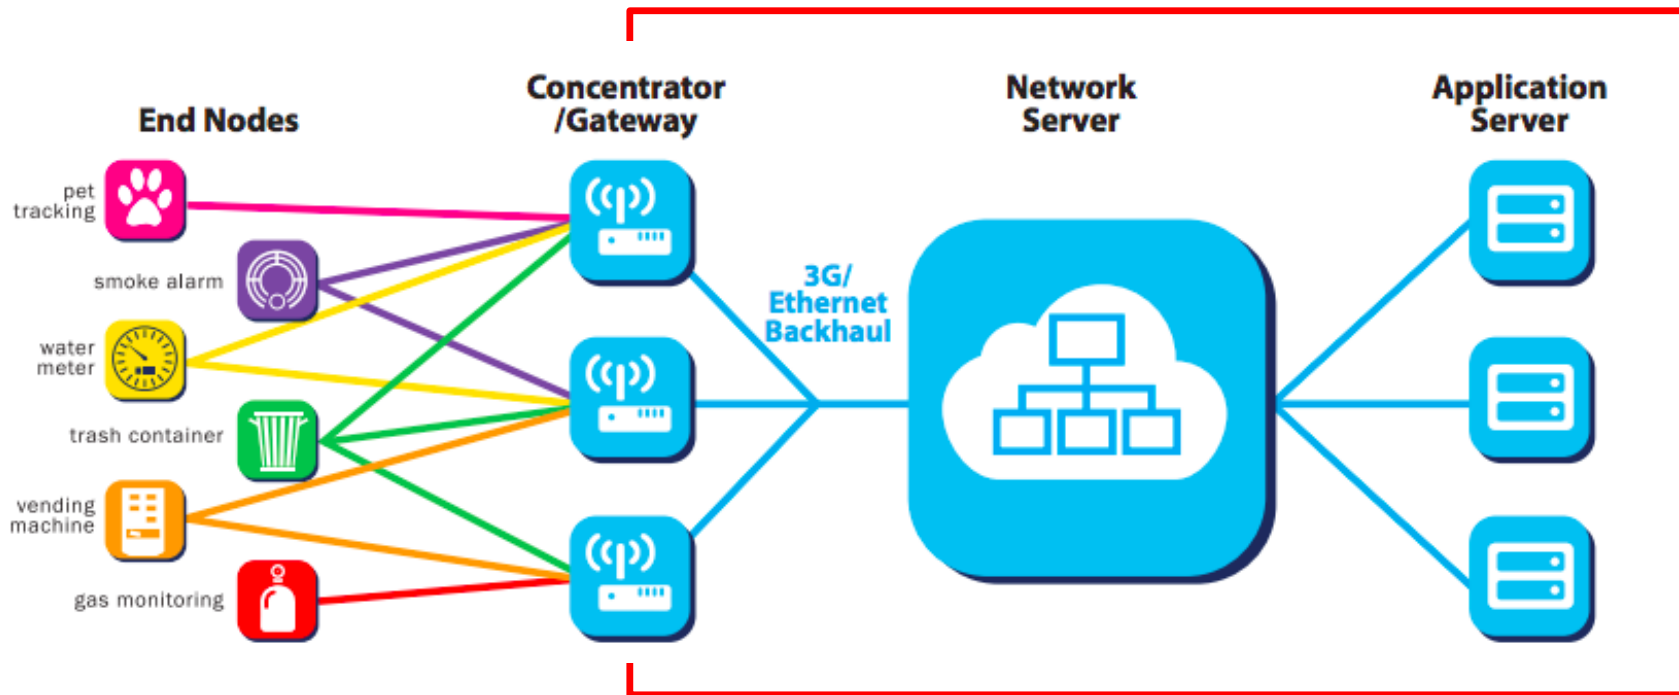 End Nodes
Concentrator
/Gateway
Network
Server
Application
Server
pet
tracking
smoke alarm
water
meter
trash container
vending
machine
gas monitoring
3G/
Ethernet
Backhaul